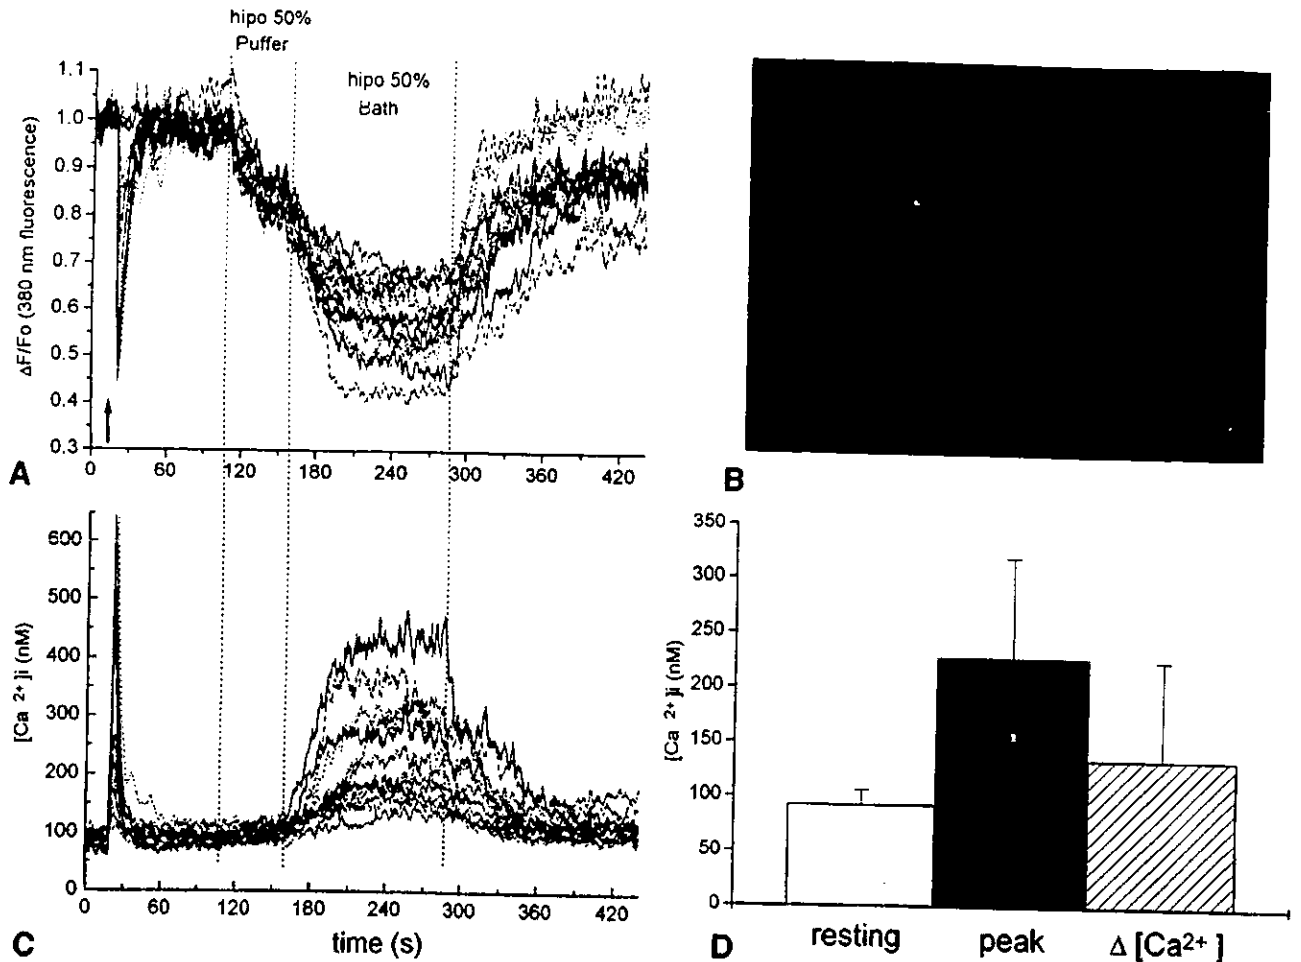 hipo 50%
Puffer
hipo 50%
Bath
ΔF/Fo (380 nm fluorescence)
1.1
1.0
0.9
0.8
0.7
0.6
0.5
0.4
0.3
0 60 120 180 240 300 360 420
A
B
[Ca 2+ ]i (nM)
600
500
400
300
200
100
0
0 60 120 180 240 300 360 420
time (s)
C
[Ca 2+ ]i (nM)
350
300
250
200
150
100
50
0
resting peak Δ [Ca2+ ]
D